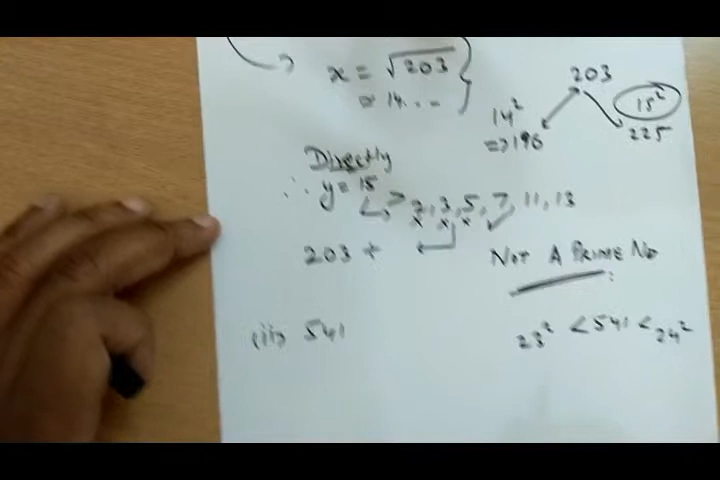 x = √203
≈ 14...
203
14²
15²
=> 196
225
Directly
∴ y = 15
> 2, 3, 5, 7, 11, 13
x x x ✓
203 ÷
NOT A PRIME NO
(ii) 541
23² < 541 < 24²